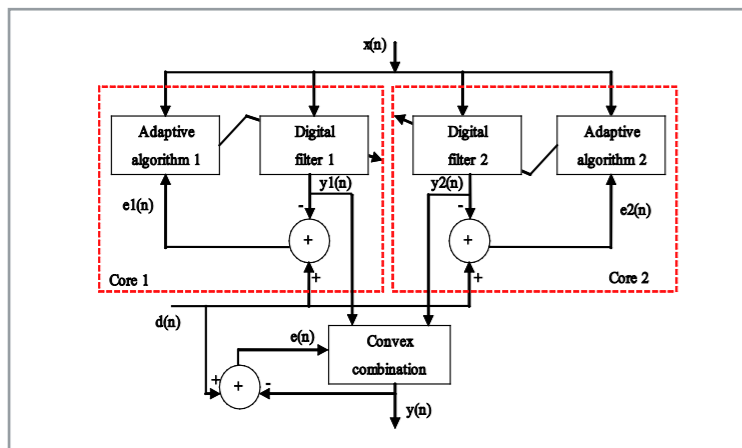 x(n)
Adaptive
algorithm 1
Digital
filter 1
Digital
filter 2
Adaptive
algorithm 2
y1(n)
y2(n)
e1(n)
-
-
e2(n)
+
+
Core 1
+
+
Core 2
d(n)
e(n)
Convex
combination
+
+
-
y(n)